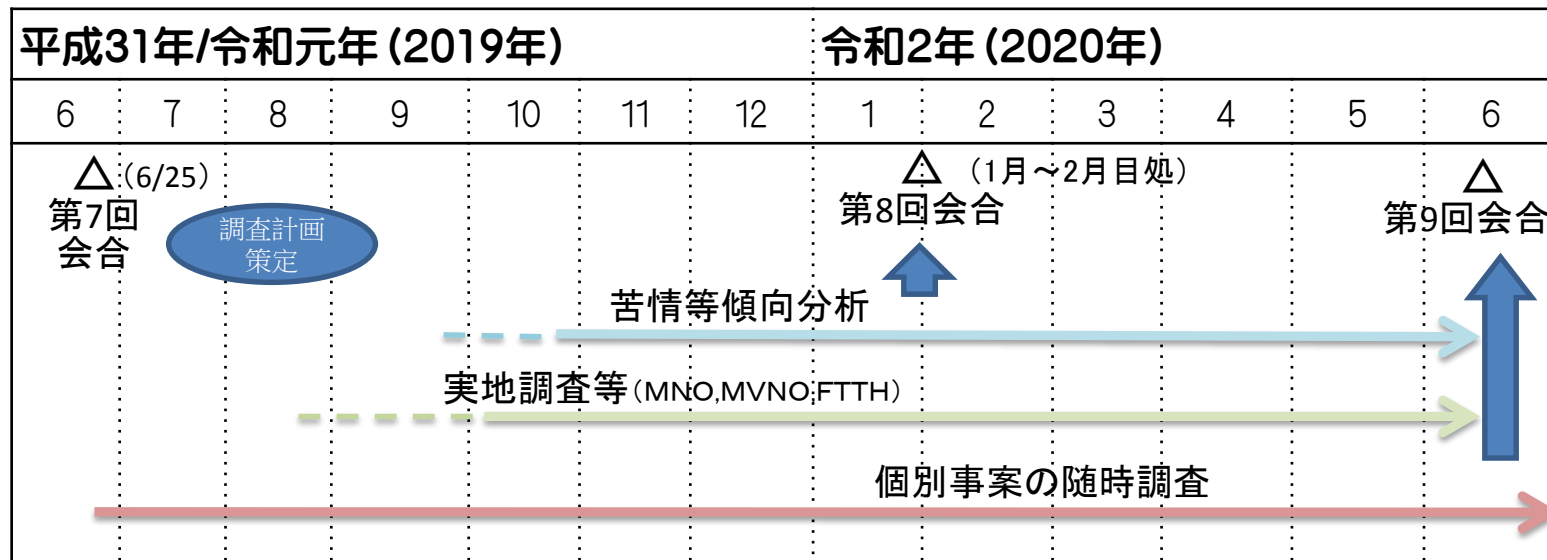 平成31年/令和元年(2019年) 令和2年(2020年)
6 7 8 9 10 11 12 1 2 3 4 5 6
△(6/25) △ (1月～2月目処) △
第7回
会合
調査計画
策定
第8回会合
第9回会合
苦情等傾向分析
実地調査等(MNO,MVNO,FTTH)
個別事案の随時調査